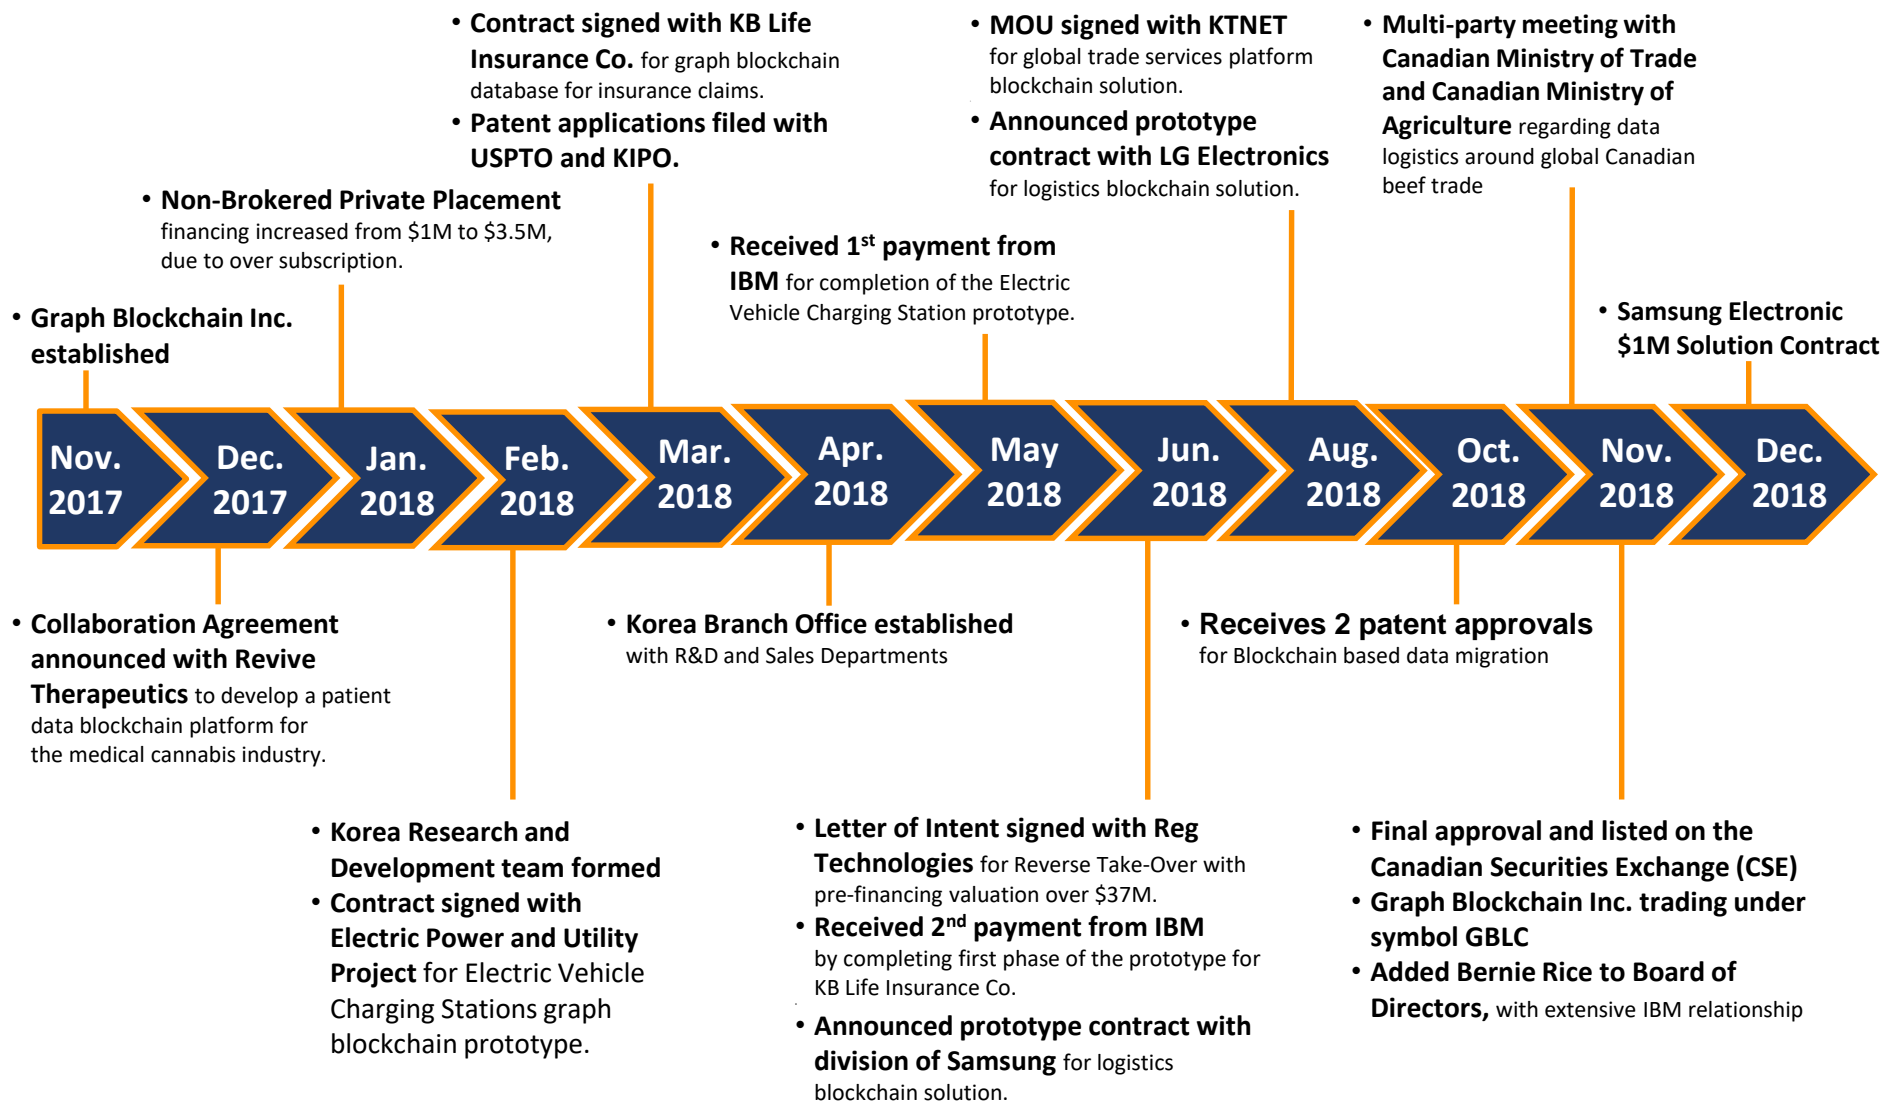 • Contract signed with KB Life
Insurance Co. for graph blockchain
database for insurance claims.
• Patent applications filed with
USPTO and KIPO.
• MOU signed with KTNET
for global trade services platform
blockchain solution.
• Announced prototype
contract with LG Electronics
for logistics blockchain solution.
• Multi-party meeting with
Canadian Ministry of Trade
and Canadian Ministry of
Agriculture regarding data
logistics around global Canadian
beef trade
• Non-Brokered Private Placement
financing increased from $1M to $3.5M,
due to over subscription.
• Received 1st payment from
IBM for completion of the Electric
Vehicle Charging Station prototype.
• Graph Blockchain Inc.
established
• Samsung Electronic
$1M Solution Contract
Nov.
2017
Dec.
2017
Jan.
2018
Feb.
2018
Mar.
2018
Apr.
2018
May
2018
Jun.
2018
Aug.
2018
Oct.
2018
Nov.
2018
Dec.
2018
• Collaboration Agreement
announced with Revive
Therapeutics to develop a patient
data blockchain platform for
the medical cannabis industry.
• Korea Branch Office established
with R&D and Sales Departments
• Receives 2 patent approvals
for Blockchain based data migration
• Korea Research and
Development team formed
• Contract signed with
Electric Power and Utility
Project for Electric Vehicle
Charging Stations graph
blockchain prototype.
• Letter of Intent signed with Reg
Technologies for Reverse Take-Over with
pre-financing valuation over $37M.
• Received 2nd payment from IBM
by completing first phase of the prototype for
KB Life Insurance Co.
• Announced prototype contract with
division of Samsung for logistics
blockchain solution.
• Final approval and listed on the
Canadian Securities Exchange (CSE)
• Graph Blockchain Inc. trading under
symbol GBLC
• Added Bernie Rice to Board of
Directors, with extensive IBM relationship